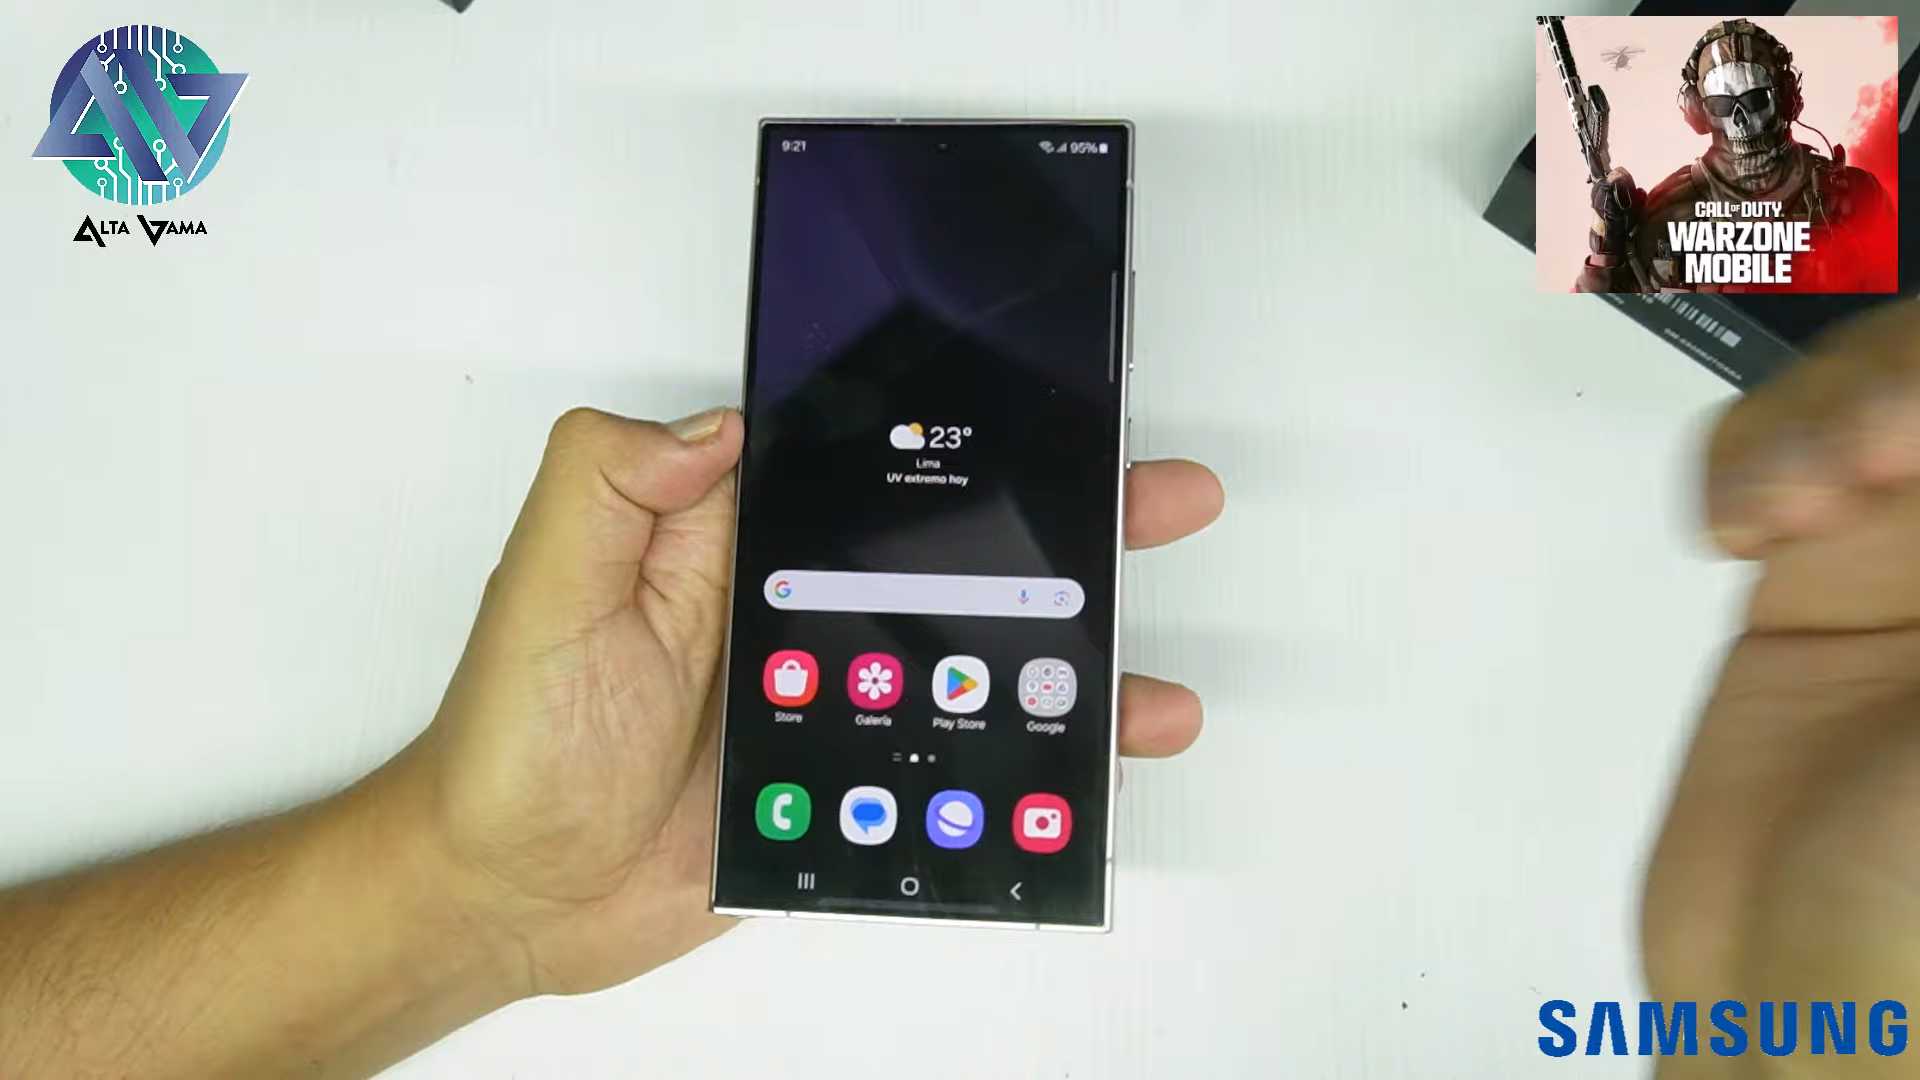 ALTA GAMA
9:21
95%
23°
Lima
UV extremo hoy
G
Store
Galería
Play Store
Google
CALL OF DUTY
WARZONE
MOBILE
SAMSUNG